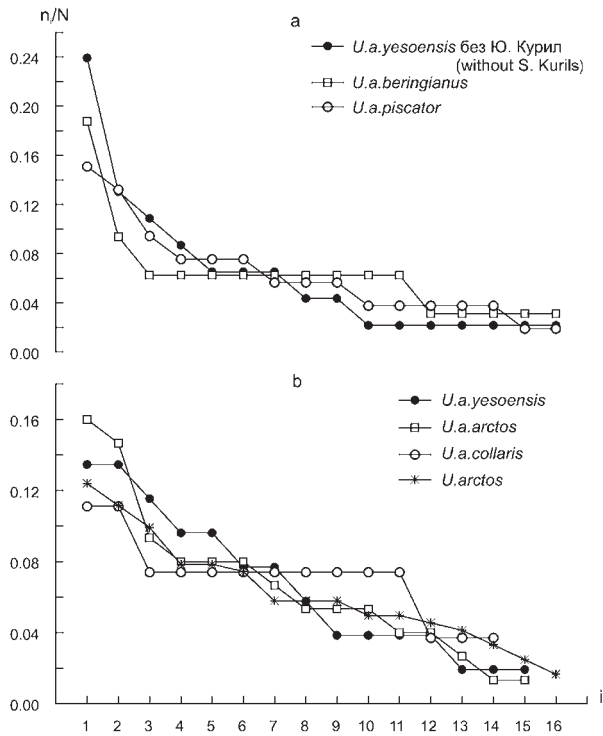 nᵢ/N
a
U.a.yesoensis без Ю. Курил
(without S. Kurils)
U.a.beringianus
U.a.piscator
0.24
0.20
0.16
0.12
0.08
0.04
0.00
b
U.a.yesoensis
U.a.arctos
U.a.collaris
U.arctos
0.16
0.12
0.08
0.04
0.00
i
1 2 3 4 5 6 7 8 9 10 11 12 13 14 15 16